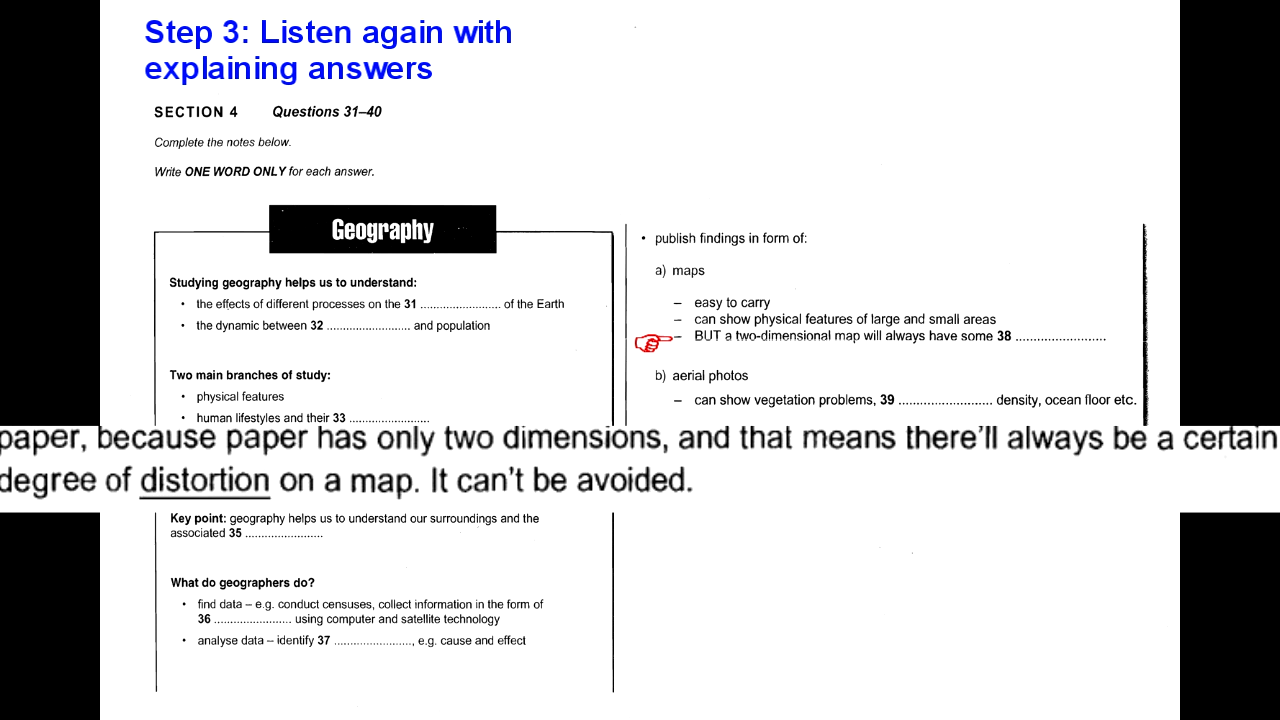 Step 3: Listen again with
explaining answers
SECTION 4 Questions 31–40
Complete the notes below.
Write ONE WORD ONLY for each answer.
Geography
Studying geography helps us to understand:
• the effects of different processes on the 31 ......................... of the Earth
• the dynamic between 32 ......................... and population
Two main branches of study:
• physical features
• human lifestyles and their 33 .........................
• publish findings in form of:
a) maps
– easy to carry
– can show physical features of large and small areas
– BUT a two-dimensional map will always have some 38 .........................
b) aerial photos
– can show vegetation problems, 39 ......................... density, ocean floor etc.
paper, because paper has only two dimensions, and that means there'll always be a certain
degree of distortion on a map. It can't be avoided.
Key point: geography helps us to understand our surroundings and the
associated 35 ........................
What do geographers do?
• find data – e.g. conduct censuses, collect information in the form of
36 ........................ using computer and satellite technology
• analyse data – identify 37 ........................, e.g. cause and effect